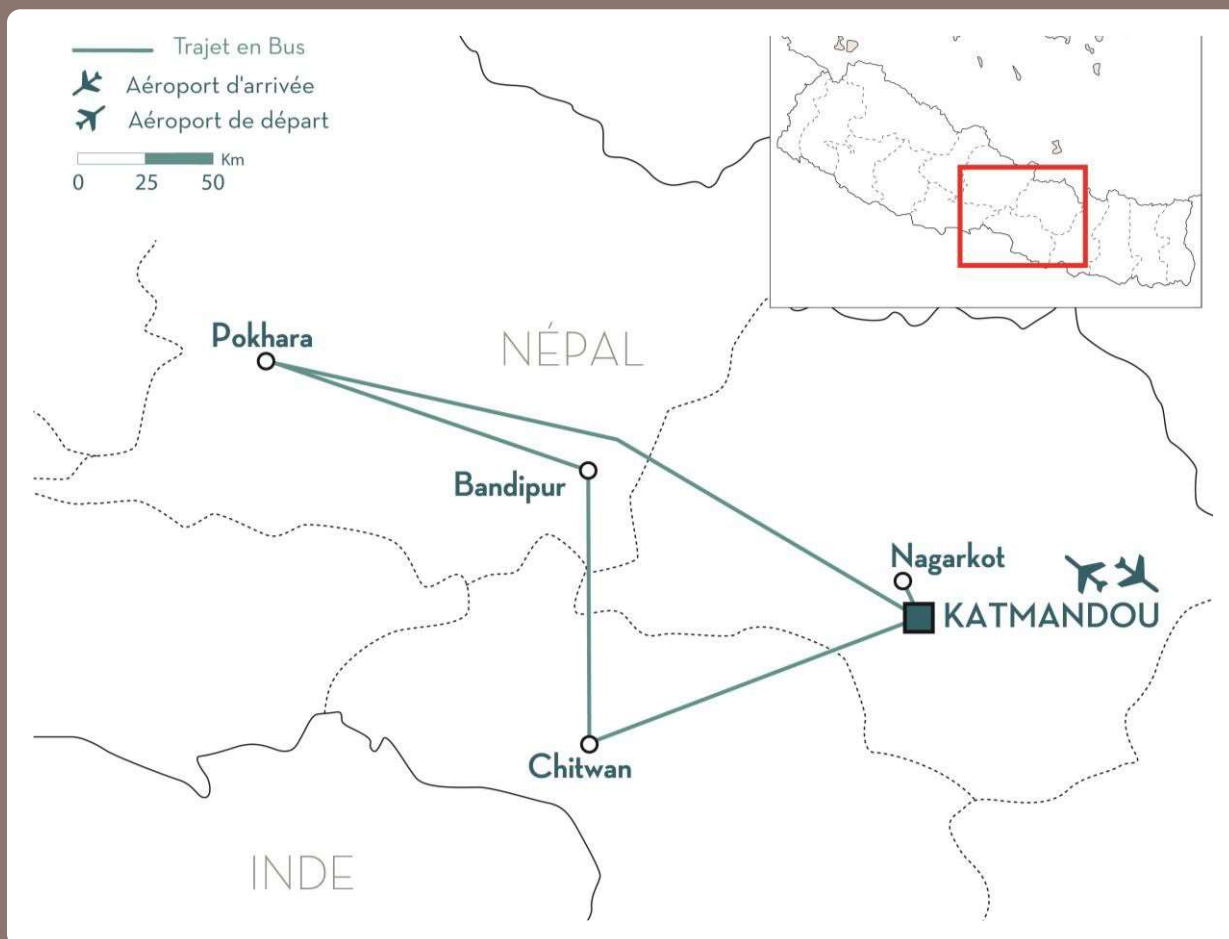 Trajet en Bus
Aéroport d'arrivée
Aéroport de départ
Km
0 25 50
Pokhara
NÉPAL
Bandipur
Nagarkot
KATMANDOU
Chitwan
INDE